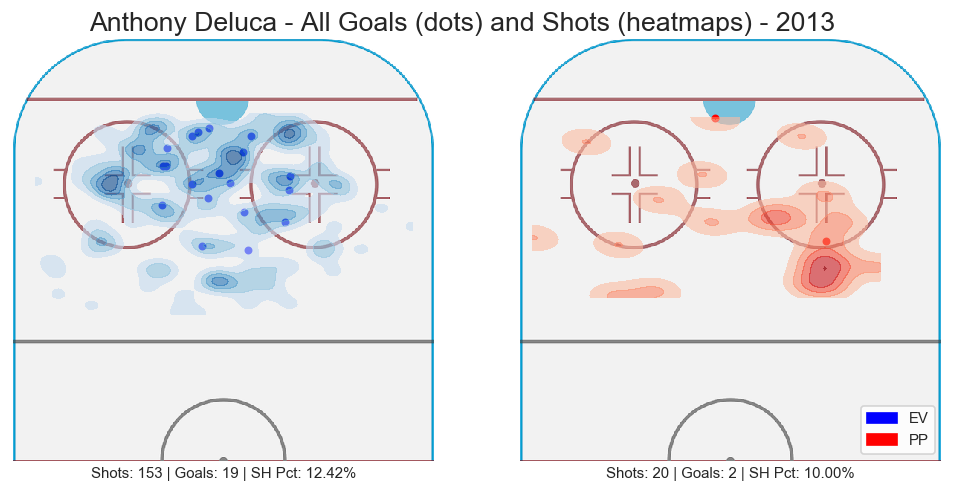 Anthony Deluca - All Goals (dots) and Shots (heatmaps) - 2013
EV
PP
Shots: 153 | Goals: 19 | SH Pct: 12.42%
Shots: 20 | Goals: 2 | SH Pct: 10.00%